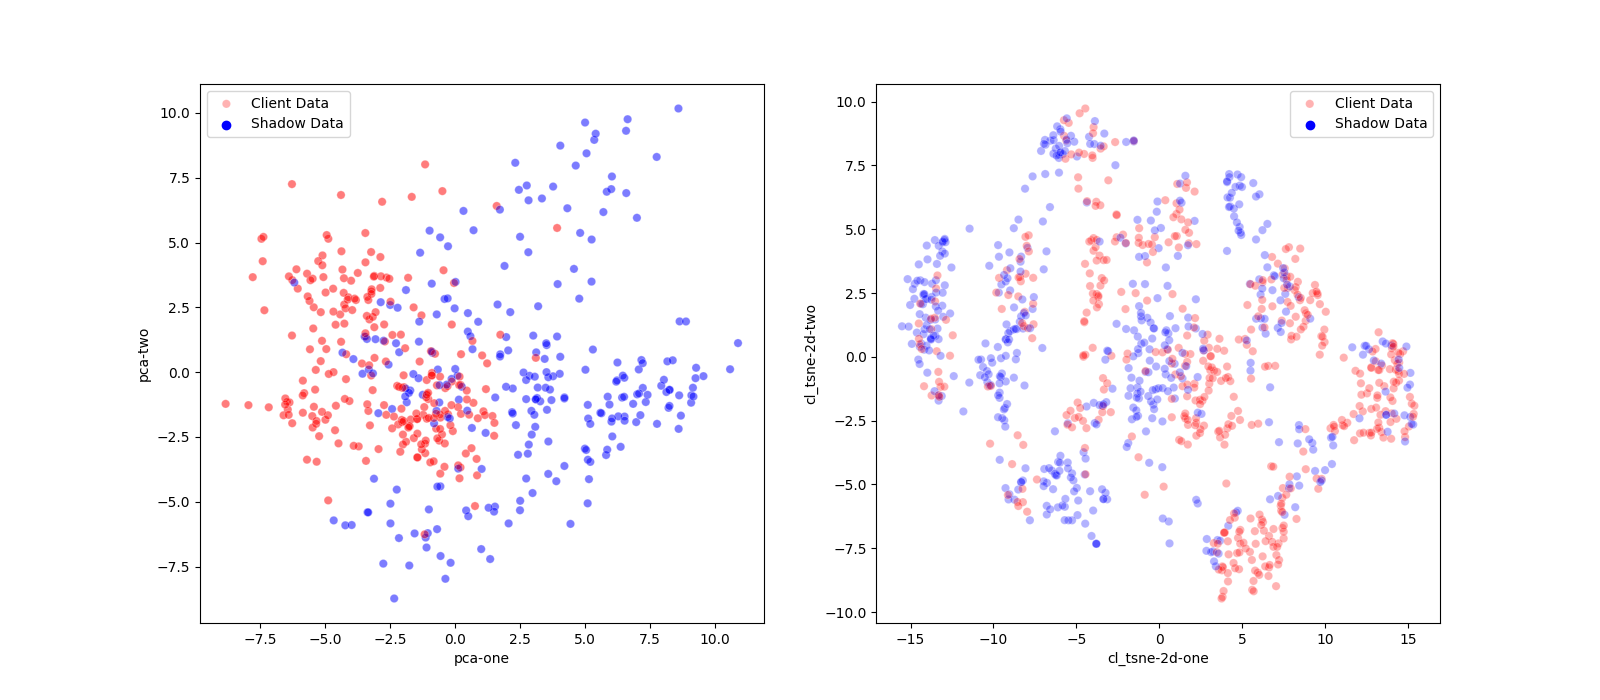 Client Data
Shadow Data
10.0
7.5
5.0
2.5
0.0
−2.5
−5.0
−7.5
pca-two
−7.5 −5.0 −2.5 0.0 2.5 5.0 7.5 10.0
pca-one
Client Data
Shadow Data
10.0
7.5
5.0
2.5
0.0
−2.5
−5.0
−7.5
−10.0
cl_tsne-2d-two
−15 −10 −5 0 5 10 15
cl_tsne-2d-one